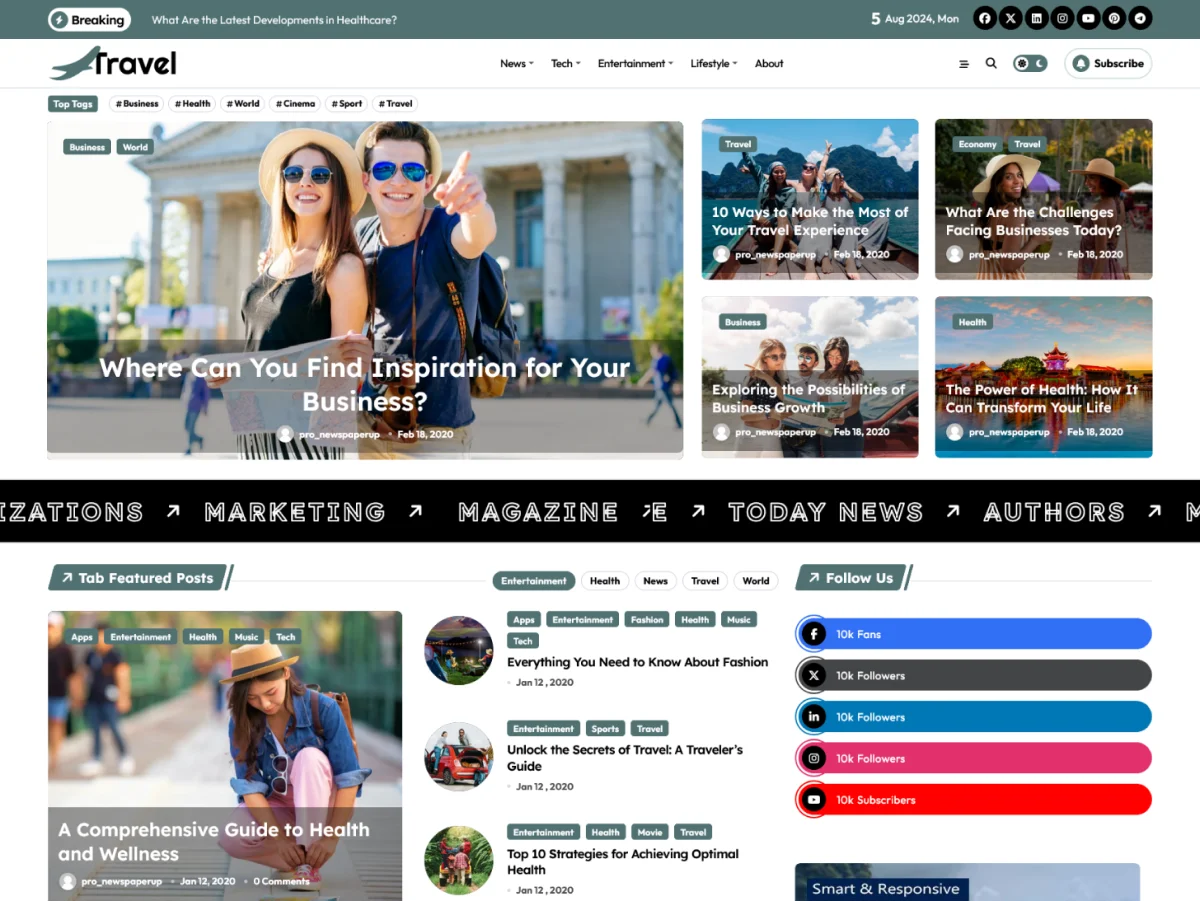 Breaking
What Are the Latest Developments in Healthcare?
5 Aug 2024, Mon
Travel
News
Tech
Entertainment
Lifestyle
About
Subscribe
Top Tags
#Business
#Health
#World
#Cinema
#Sport
#Travel
Business
World
Where Can You Find Inspiration for Your
Business?
pro_newspaperup
Feb 18, 2020
Travel
10 Ways to Make the Most of
Your Travel Experience
pro_newspaperup
Feb 18, 2020
Economy
Travel
What Are the Challenges
Facing Businesses Today?
pro_newspaperup
Feb 18, 2020
Business
Exploring the Possibilities of
Business Growth
pro_newspaperup
Feb 18, 2020
Health
The Power of Health: How It
Can Transform Your Life
pro_newspaperup
Feb 18, 2020
IZATIONS
MARKETING
MAGAZINE
E
TODAY NEWS
AUTHORS
M
Tab Featured Posts
Entertainment
Health
News
Travel
World
Apps
Entertainment
Health
Music
Tech
A Comprehensive Guide to Health
and Wellness
pro_newspaperup
Jan 12, 2020
0 Comments
Apps
Entertainment
Fashion
Health
Music
Tech
Everything You Need to Know About Fashion
Jan 12 , 2020
Entertainment
Sports
Travel
Unlock the Secrets of Travel: A Traveler's
Guide
Jan 12 , 2020
Entertainment
Health
Movie
Travel
Top 10 Strategies for Achieving Optimal
Health
Jan 12 , 2020
Follow Us
10k Fans
10k Followers
10k Followers
10k Followers
10k Subscribers
Smart & Responsive